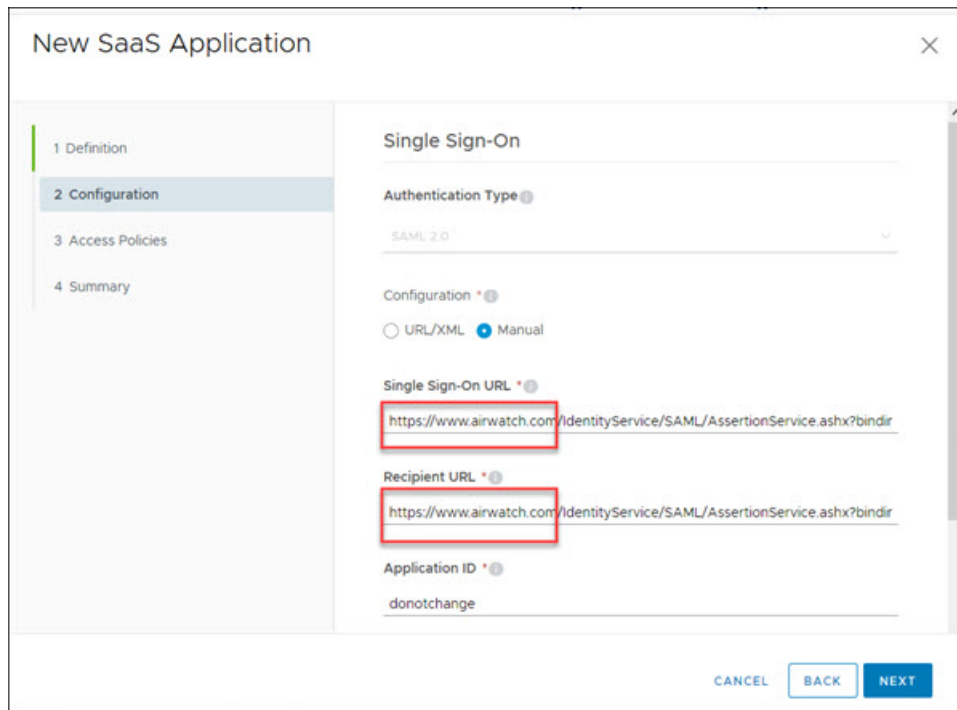 New SaaS Application
1 Definition
2 Configuration
3 Access Policies
4 Summary
Single Sign-On
Authentication Type
SAML 2.0
Configuration *
URL/XML
Manual
Single Sign-On URL *
https://www.airwatch.com/IdentityService/SAML/AssertionService.ashx?bindir
Recipient URL *
https://www.airwatch.com/IdentityService/SAML/AssertionService.ashx?bindir
Application ID *
donotchange
CANCEL
BACK
NEXT